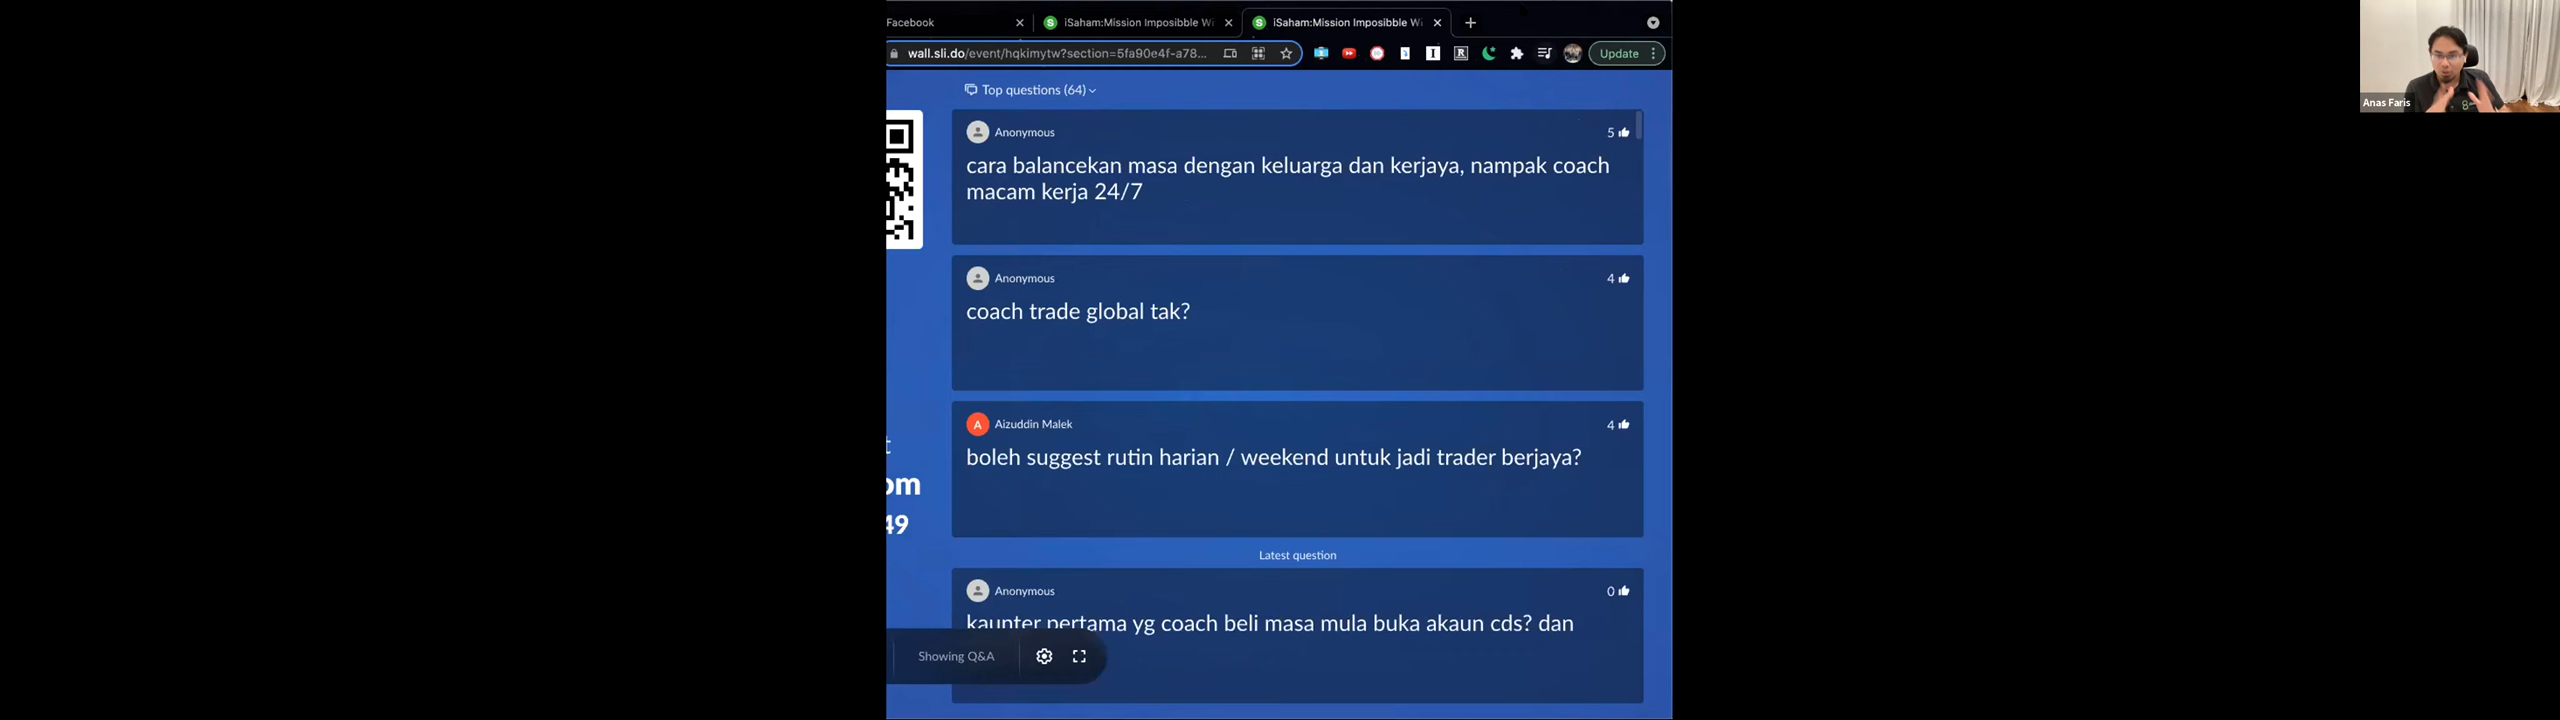 Facebook
iSaham:Mission Imposibble Wi
iSaham:Mission Imposibble Wi
wall.sli.do/event/hqkimytw?section=5fa90e4f-a78...
Update
Top questions (64)
Anonymous
5
cara balancekan masa dengan keluarga dan kerjaya, nampak coach
macam kerja 24/7
Anonymous
4
coach trade global tak?
A
Aizuddin Malek
4
boleh suggest rutin harian / weekend untuk jadi trader berjaya?
om
49
Latest question
Anonymous
0
kaunter pertama yg coach beli masa mula buka akaun cds? dan
Showing Q&A
Anas Faris